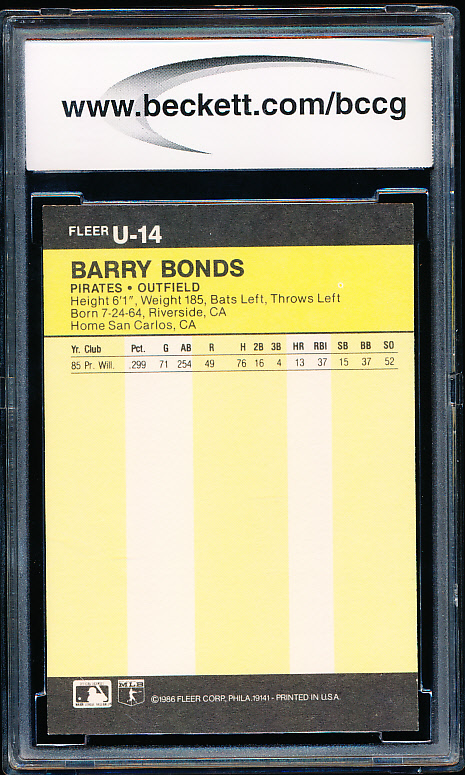 www.beckett.com/bccg
FLEER U-14
BARRY BONDS
PIRATES • OUTFIELD
Height 6'1", Weight 185, Bats Left, Throws Left
Born 7-24-64, Riverside, CA
Home San Carlos, CA
Yr. Club Pct. G AB R H 2B 3B HR RBI SB BB SO
85 Pr. Will. .299 71 254 49 76 16 4 13 37 15 37 52
MLB
©1986 FLEER CORP., PHILA. 19141 - PRINTED IN U.S.A.